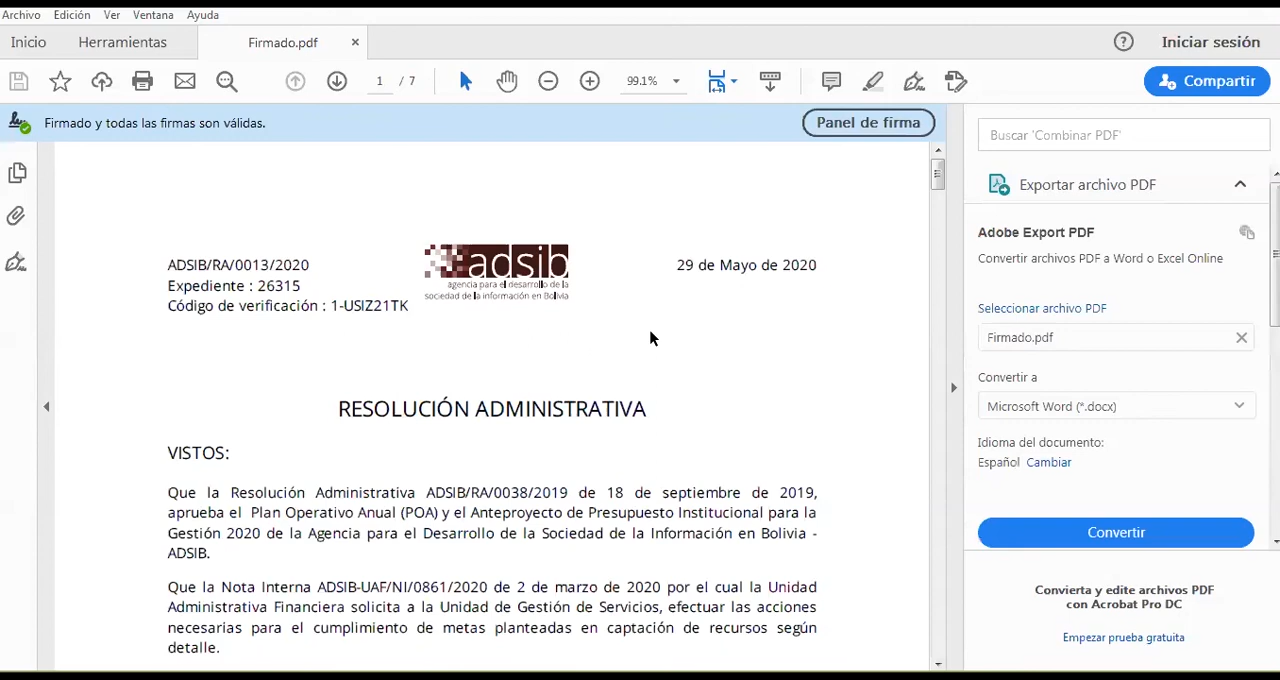 Archivo Edición Ver Ventana Ayuda
Inicio Herramientas Firmado.pdf × ? Iniciar sesión
1 / 7 99.1% Compartir
Firmado y todas las firmas son válidas. Panel de firma
Buscar 'Combinar PDF'
Exportar archivo PDF
Adobe Export PDF
Convertir archivos PDF a Word o Excel Online
Seleccionar archivo PDF
Firmado.pdf
Convertir a
Microsoft Word (*.docx)
Idioma del documento:
Español Cambiar
Convertir
Convierta y edite archivos PDF
con Acrobat Pro DC
Empezar prueba gratuita
ADSIB/RA/0013/2020
Expediente : 26315
Código de verificación : 1-USIZ21TK
adsib
agencia para el desarrollo de la
sociedad de la información en Bolivia
29 de Mayo de 2020
RESOLUCIÓN ADMINISTRATIVA
VISTOS:
Que la Resolución Administrativa ADSIB/RA/0038/2019 de 18 de septiembre de 2019,
aprueba el Plan Operativo Anual (POA) y el Anteproyecto de Presupuesto Institucional para la
Gestión 2020 de la Agencia para el Desarrollo de la Sociedad de la Información en Bolivia -
ADSIB.
Que la Nota Interna ADSIB-UAF/NI/0861/2020 de 2 de marzo de 2020 por el cual la Unidad
Administrativa Financiera solicita a la Unidad de Gestión de Servicios, efectuar las acciones
necesarias para el cumplimiento de metas planteadas en captación de recursos según
detalle.